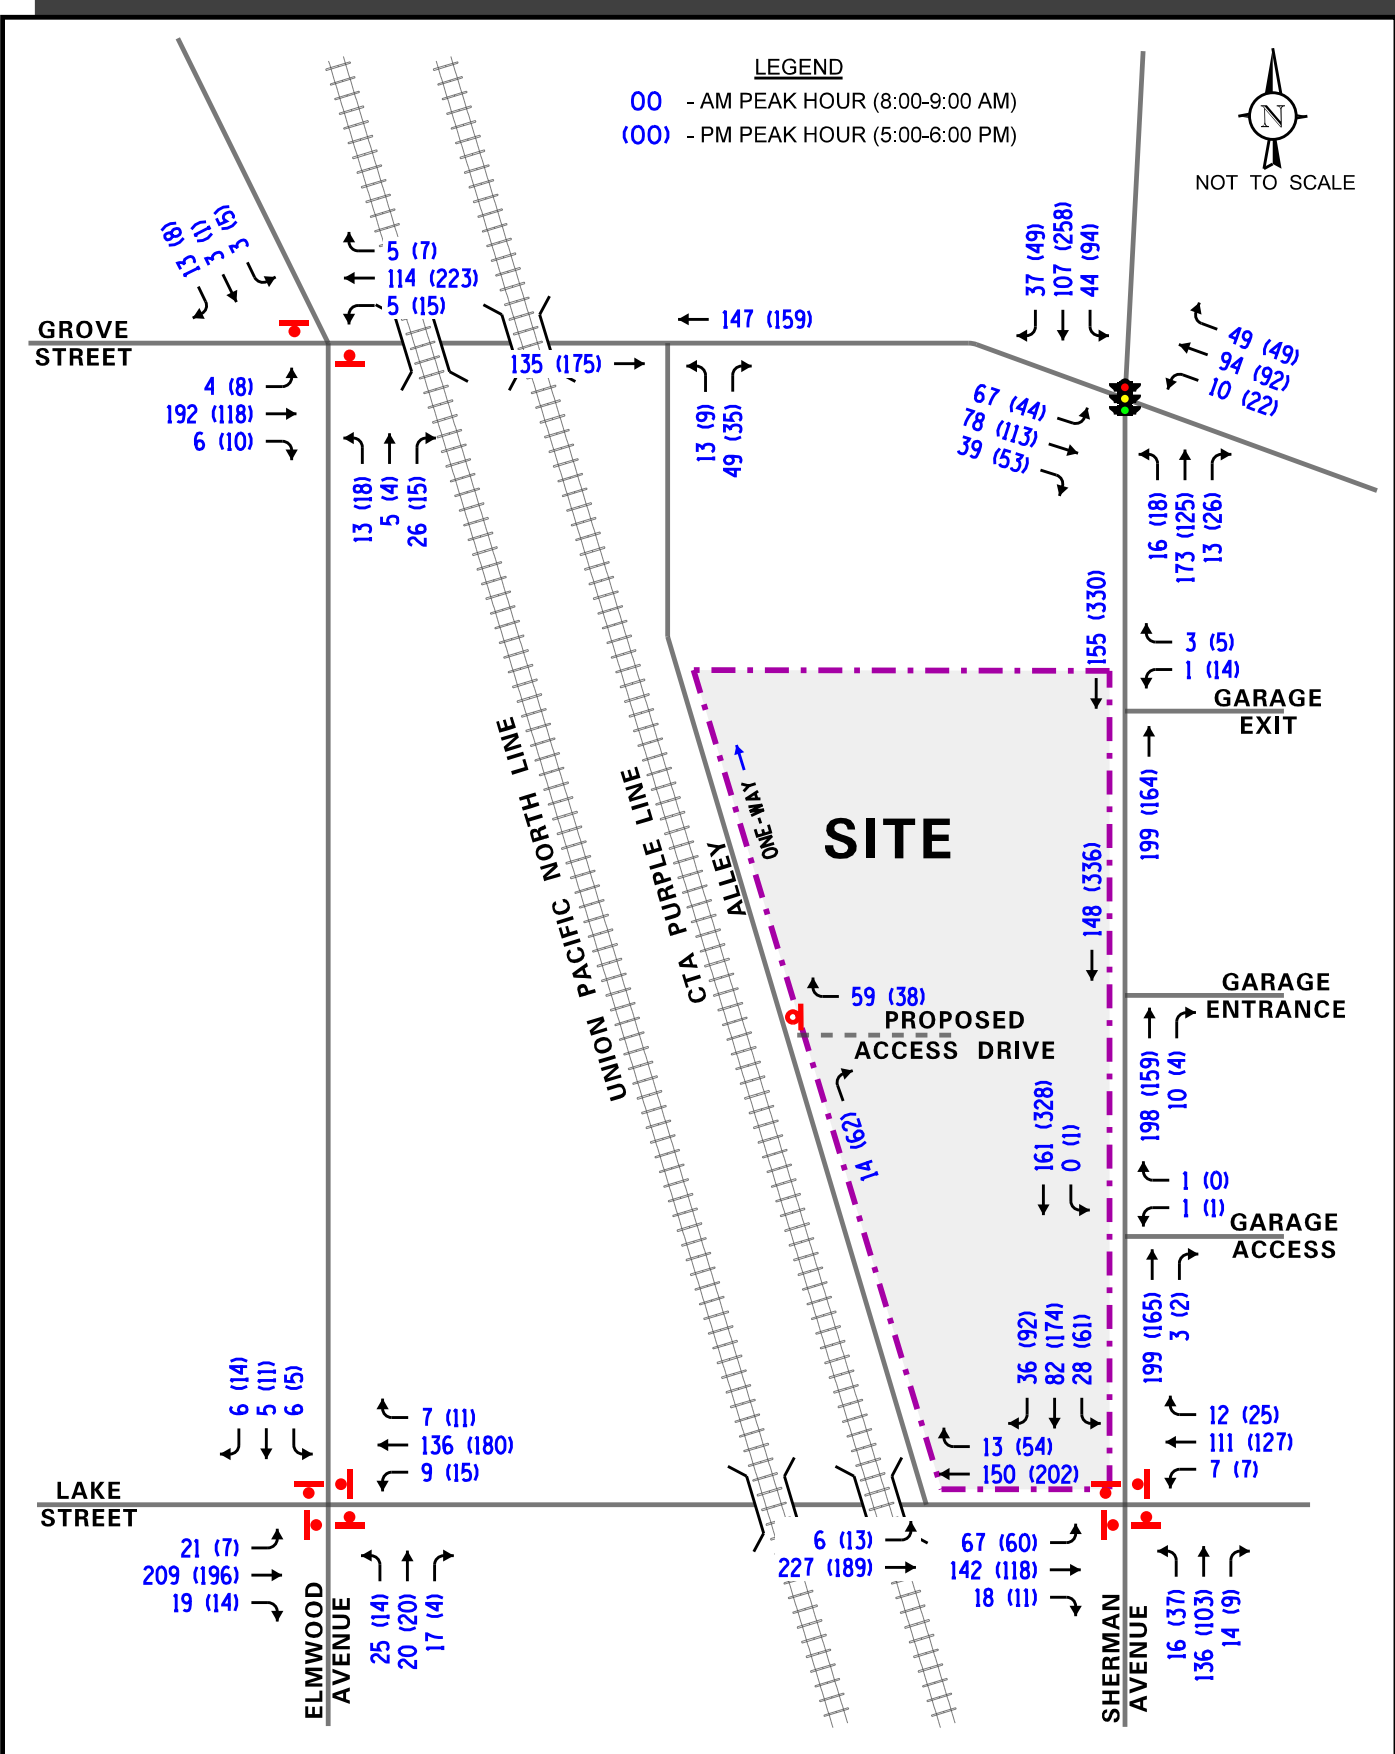 LEGEND
00 - AM PEAK HOUR (8:00-9:00 AM)
(00) - PM PEAK HOUR (5:00-6:00 PM)
N
NOT TO SCALE
13 (8)
3 (1)
3 (5)
5 (7)
114 (223)
5 (15)
GROVE
STREET
4 (8)
192 (118)
6 (10)
13 (18)
5 (4)
26 (15)
147 (159)
135 (175)
13 (9)
49 (35)
37 (49)
107 (258)
44 (94)
49 (49)
94 (92)
10 (22)
67 (44)
78 (113)
39 (53)
16 (18)
173 (125)
13 (26)
155 (330)
3 (5)
1 (14)
GARAGE
EXIT
199 (164)
UNION PACIFIC NORTH LINE
CTA PURPLE LINE
ALLEY
ONE-WAY
SITE
148 (336)
GARAGE
ENTRANCE
59 (38)
PROPOSED
ACCESS DRIVE
14 (62)
198 (159)
10 (4)
161 (328)
0 (1)
1 (0)
1 (1)
GARAGE
ACCESS
199 (165)
3 (2)
36 (92)
82 (174)
28 (61)
6 (14)
5 (11)
6 (5)
7 (11)
136 (180)
9 (15)
13 (54)
150 (202)
12 (25)
111 (127)
7 (7)
LAKE
STREET
21 (7)
209 (196)
19 (14)
25 (14)
20 (20)
17 (4)
6 (13)
227 (189)
67 (60)
142 (118)
18 (11)
16 (37)
136 (103)
14 (9)
ELMWOOD
AVENUE
SHERMAN
AVENUE